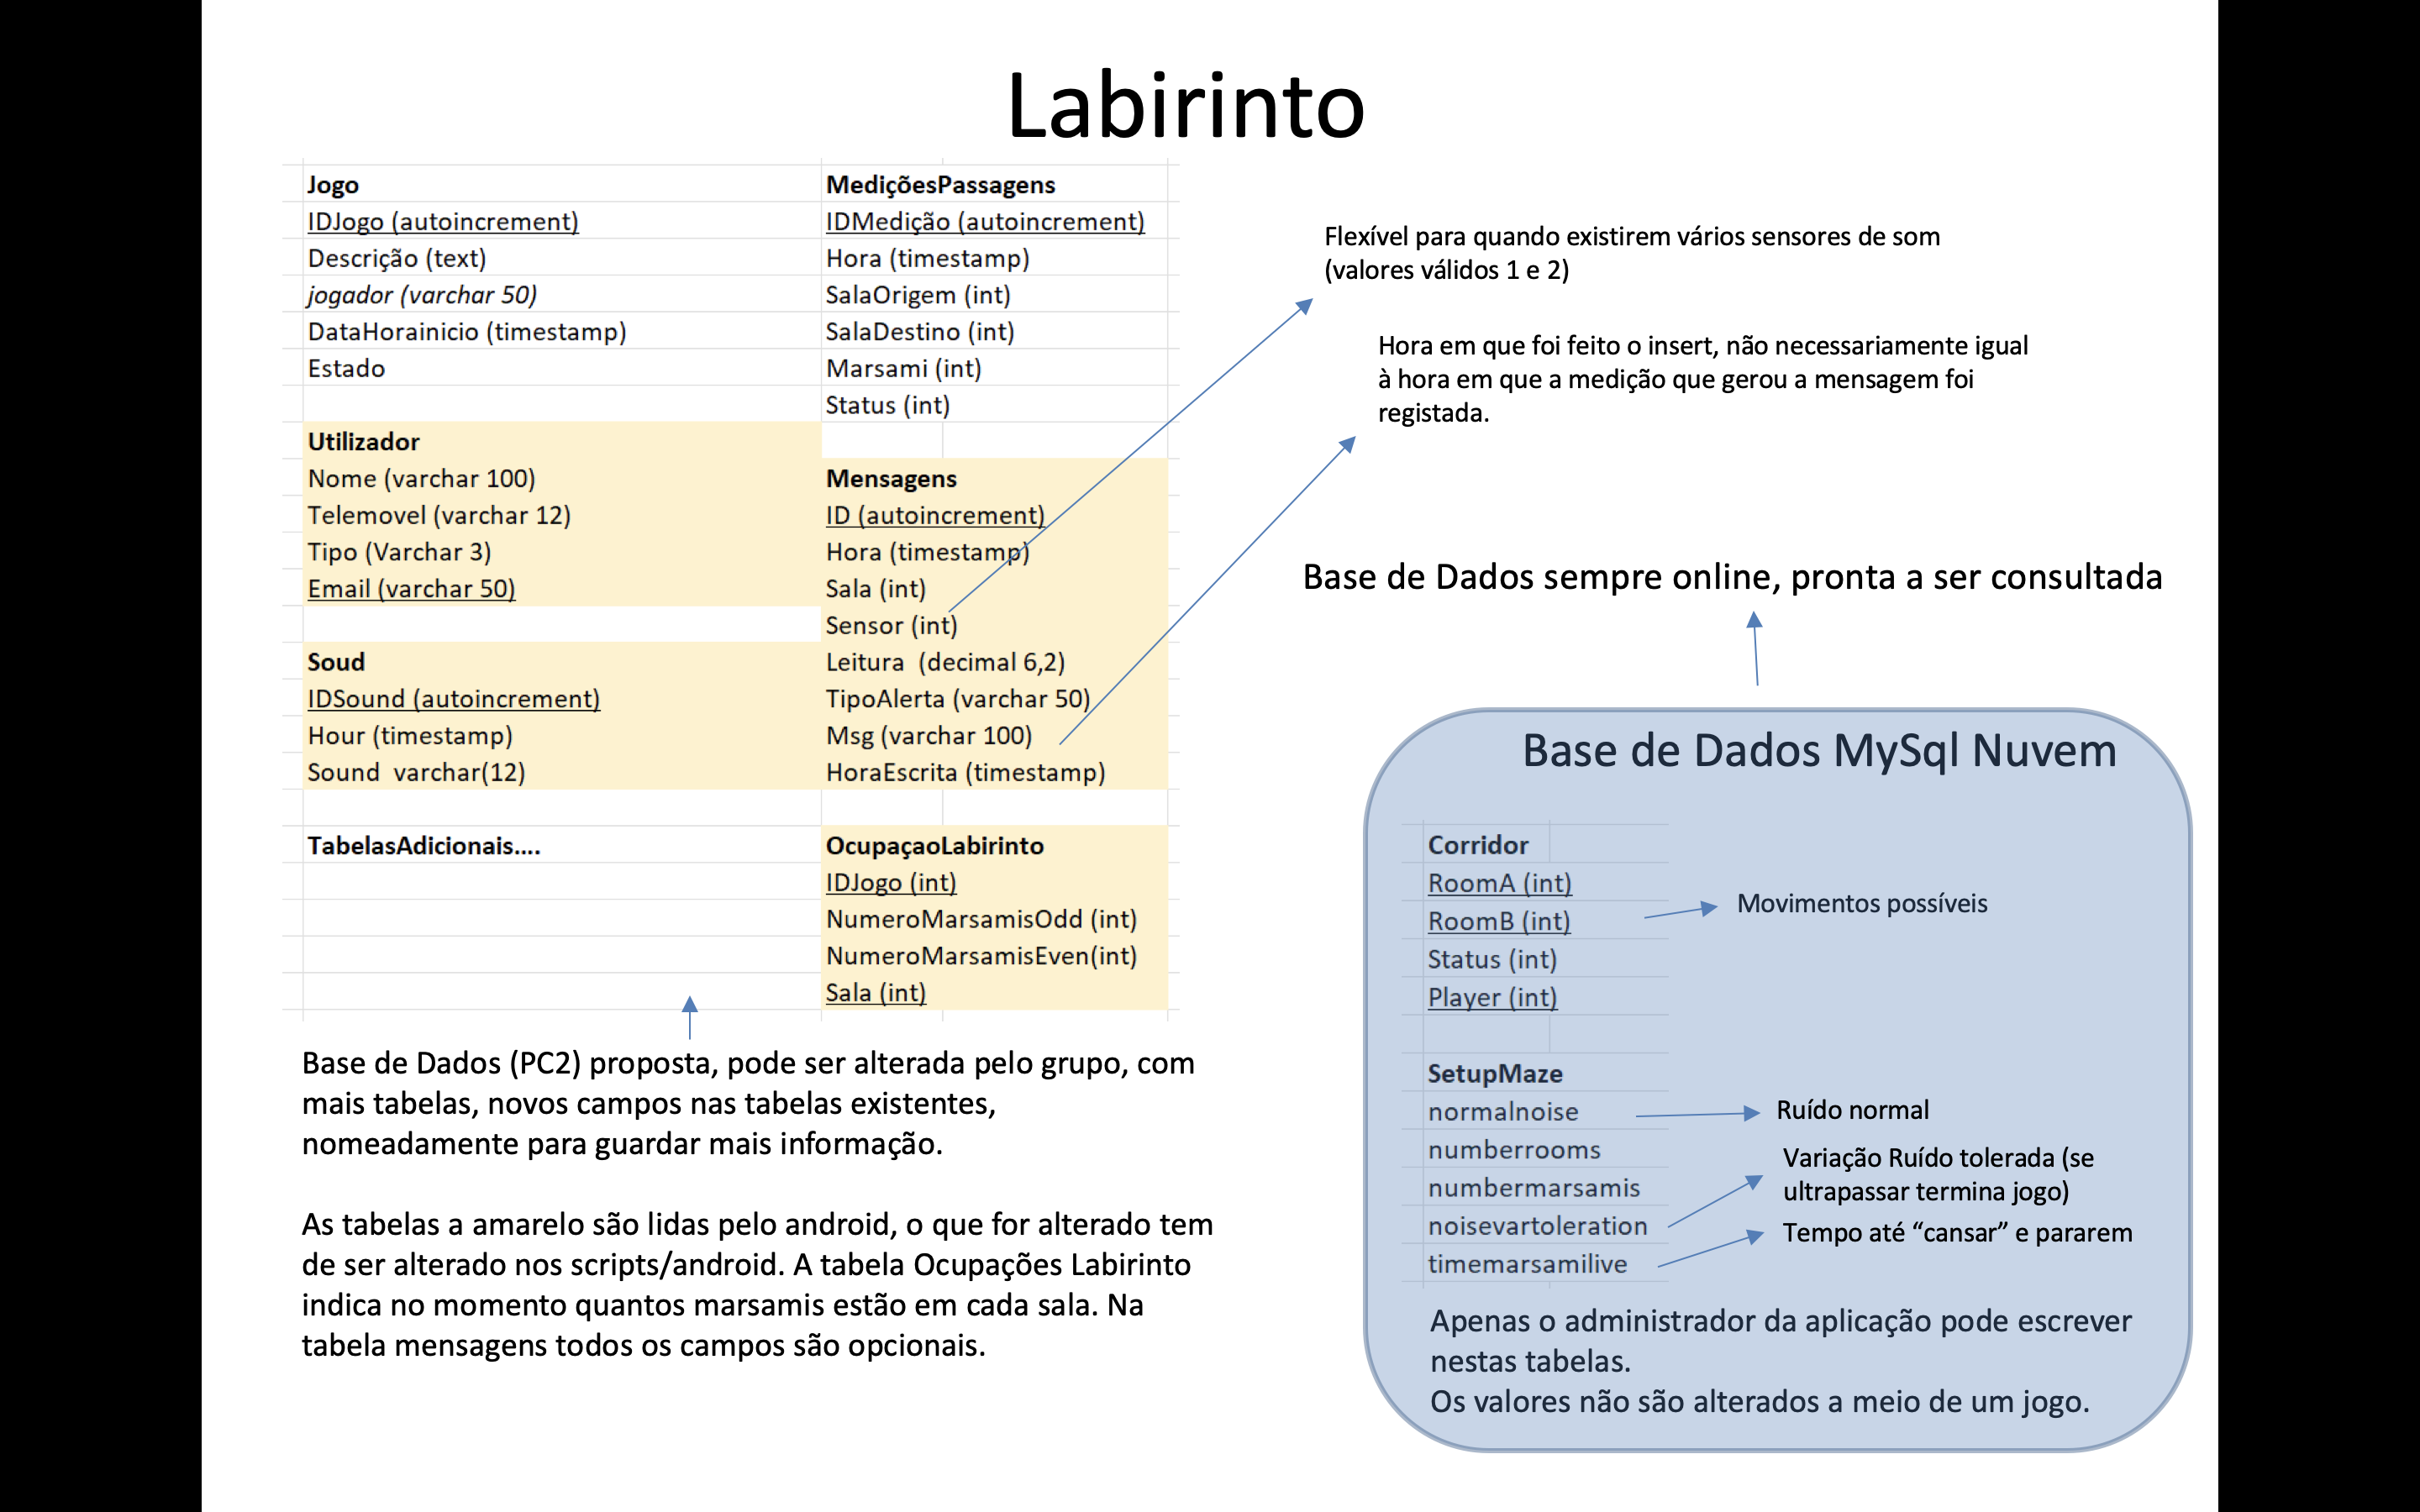 Labirinto
Jogo
IDJogo (autoincrement)
Descrição (text)
jogador (varchar 50)
DataHorainicio (timestamp)
Estado
Utilizador
Nome (varchar 100)
Telemovel (varchar 12)
Tipo (Varchar 3)
Email (varchar 50)
Soud
IDSound (autoincrement)
Hour (timestamp)
Sound  varchar(12)
TabelasAdicionais....
MediçõesPassagens
IDMedição (autoincrement)
Hora (timestamp)
SalaOrigem (int)
SalaDestino (int)
Marsami (int)
Status (int)
Mensagens
ID (autoincrement)
Hora (timestamp)
Sala (int)
Sensor (int)
Leitura  (decimal 6,2)
TipoAlerta (varchar 50)
Msg (varchar 100)
HoraEscrita (timestamp)
OcupaçaoLabirinto
IDJogo (int)
NumeroMarsamisOdd (int)
NumeroMarsamisEven(int)
Sala (int)
Base de Dados (PC2) proposta, pode ser alterada pelo grupo, com
mais tabelas, novos campos nas tabelas existentes,
nomeadamente para guardar mais informação.
As tabelas a amarelo são lidas pelo android, o que for alterado tem
de ser alterado nos scripts/android. A tabela Ocupações Labirinto
indica no momento quantos marsamis estão em cada sala. Na
tabela mensagens todos os campos são opcionais.
Flexível para quando existirem vários sensores de som
(valores válidos 1 e 2)
Hora em que foi feito o insert, não necessariamente igual
à hora em que a medição que gerou a mensagem foi
registada.
Base de Dados sempre online, pronta a ser consultada
Base de Dados MySql Nuvem
Corridor
RoomA (int)
RoomB (int)
Status (int)
Player (int)
Movimentos possíveis
SetupMaze
normalnoise
numberrooms
numbermarsamis
noisevartoleration
timemarsamilive
Ruído normal
Variação Ruído tolerada (se
ultrapassar termina jogo)
Tempo até “cansar” e pararem
Apenas o administrador da aplicação pode escrever
nestas tabelas.
Os valores não são alterados a meio de um jogo.